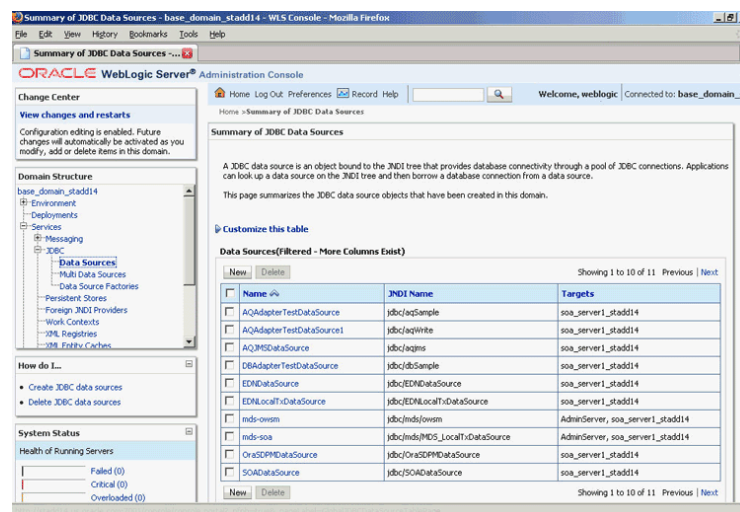 Summary of JDBC Data Sources - base_domain_stadd14 - WLS Console - Mozilla Firefox
File Edit View History Bookmarks Tools Help
Summary of JDBC Data Sources -...
ORACLE WebLogic Server® Administration Console
Change Center
View changes and restarts
Configuration editing is enabled. Future
changes will automatically be activated as you
modify, add or delete items in this domain.
Domain Structure
base_domain_stadd14
Environment
Deployments
Services
Messaging
JDBC
Data Sources
Multi Data Sources
Data Source Factories
Persistent Stores
Foreign JNDI Providers
Work Contexts
XML Registries
XML Entity Caches
How do I...
Create JDBC data sources
Delete JDBC data sources
System Status
Health of Running Servers
Failed (0)
Critical (0)
Overloaded (0)
Home Log Out Preferences Record Help
Welcome, weblogic Connected to: base_domain_
Home >Summary of JDBC Data Sources
Summary of JDBC Data Sources
A JDBC data source is an object bound to the JNDI tree that provides database connectivity through a pool of JDBC connections. Applications
can look up a data source on the JNDI tree and then borrow a database connection from a data source.
This page summarizes the JDBC data source objects that have been created in this domain.
Customize this table
Data Sources(Filtered - More Columns Exist)
New Delete Showing 1 to 10 of 11 Previous | Next
Name JNDI Name Targets
AQAdapterTestDataSource jdbc/aqSample soa_server1_stadd14
AQAdapterTestDataSource1 jdbc/aqWrite soa_server1_stadd14
AQJMSDataSource jdbc/aqjms soa_server1_stadd14
DBAdapterTestDataSource jdbc/dbSample soa_server1_stadd14
EDNDataSource jdbc/EDNDataSource soa_server1_stadd14
EDNLocalTxDataSource jdbc/EDNLocalTxDataSource soa_server1_stadd14
mds-owsm jdbc/mds/owsm AdminServer, soa_server1_stadd14
mds-soa jdbc/mds/MDS_LocalTxDataSource AdminServer, soa_server1_stadd14
OraSDPMDataSource jdbc/OraSDPMDataSource soa_server1_stadd14
SOADataSource jdbc/SOADataSource soa_server1_stadd14
New Delete Showing 1 to 10 of 11 Previous | Next